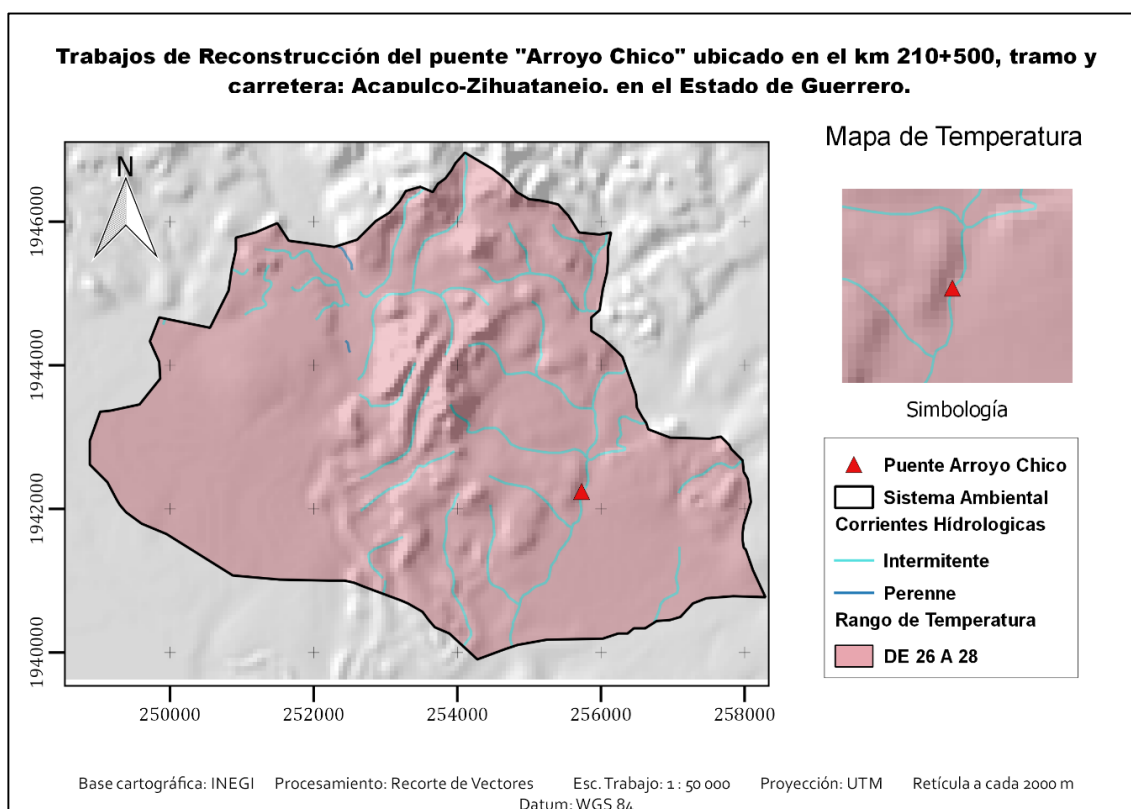 Trabajos de Reconstrucción del puente "Arroyo Chico" ubicado en el km 210+500, tramo y
carretera: Acapulco-Zihuatanejo, en el Estado de Guerrero.
Mapa de Temperatura
N
1946000
1944000
1942000
1940000
250000 252000 254000 256000 258000
Simbología
Puente Arroyo Chico
Sistema Ambiental
Corrientes Hídrologicas
Intermitente
Perenne
Rango de Temperatura
DE 26 A 28
Base cartográfica: INEGI Procesamiento: Recorte de Vectores Esc. Trabajo: 1 : 50 000 Proyección: UTM Retícula a cada 2000 m
Datum: WGS 84